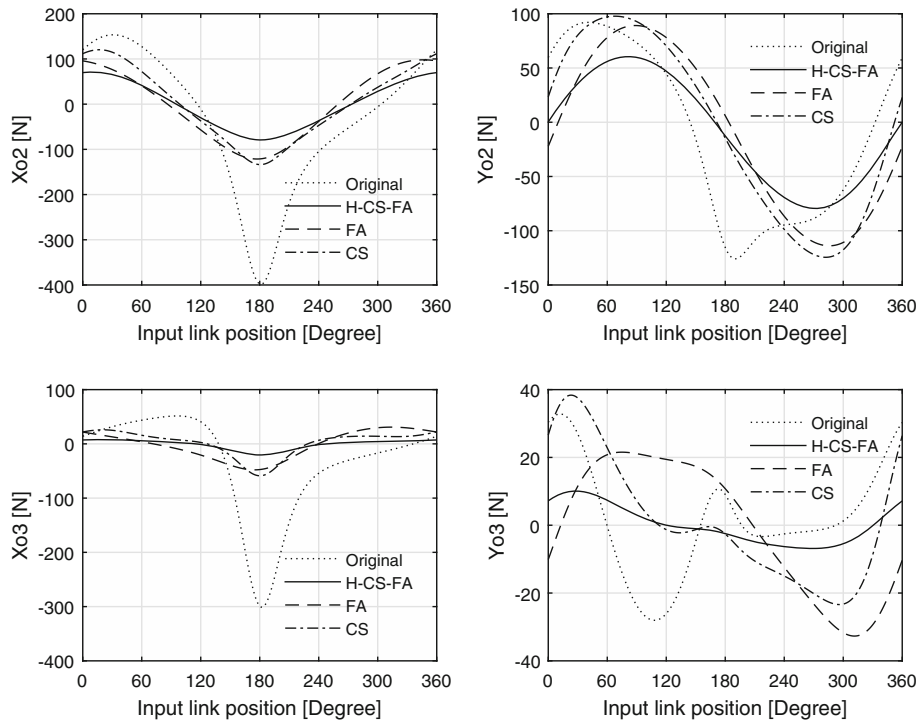 200
100
0
-100
-200
-300
-400
Xo2 [N]
Original
H-CS-FA
FA
CS
0 60 120 180 240 300 360
Input link position [Degree]
100
50
0
-50
-100
-150
Yo2 [N]
Original
H-CS-FA
FA
CS
0 60 120 180 240 300 360
Input link position [Degree]
100
0
-100
-200
-300
-400
Xo3 [N]
Original
H-CS-FA
FA
CS
0 60 120 180 240 300 360
Input link position [Degree]
40
20
0
-20
-40
Yo3 [N]
Original
H-CS-FA
FA
CS
0 60 120 180 240 300 360
Input link position [Degree]